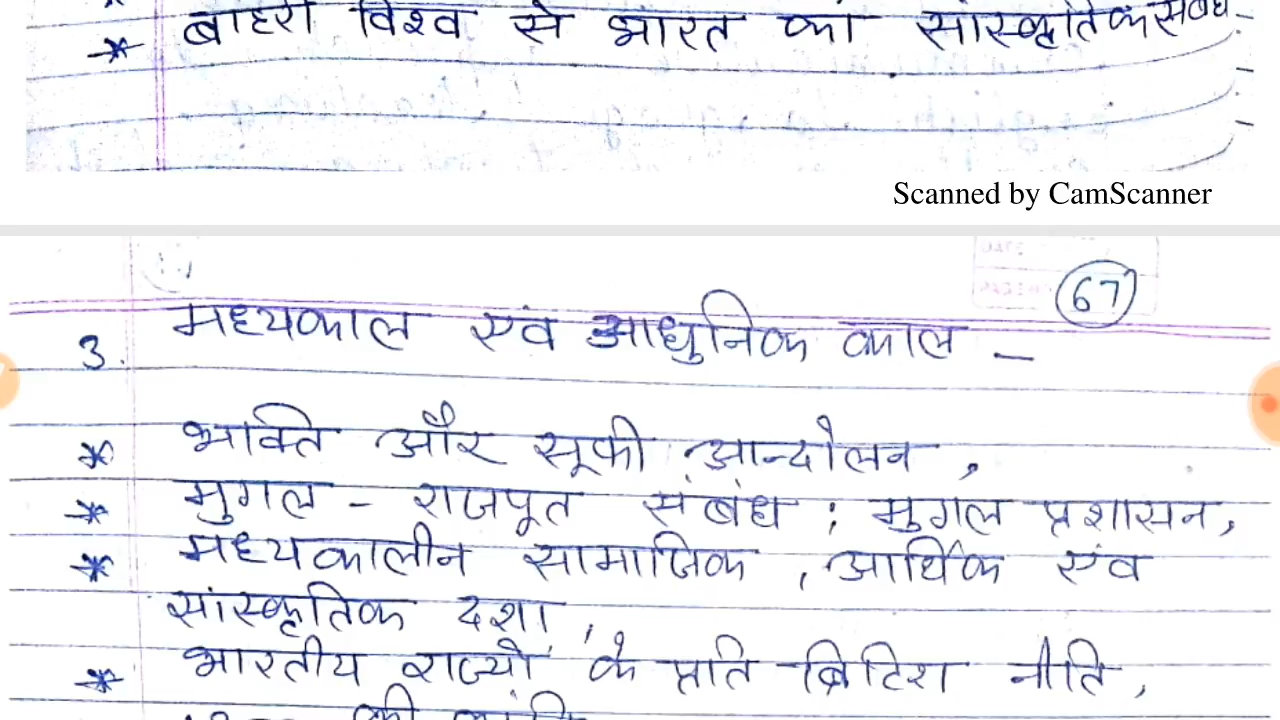 * बाहरी विश्व से भारत का सांस्कृतिक संबंध
Scanned by CamScanner
67
3. मध्यकाल एवं आधुनिक काल –
* भक्ति और सूफी आन्दोलन,
* मुगल - राजपूत संबंध ; मुगल प्रशासन,
* मध्यकालीन सामाजिक, आर्थिक एवं
सांस्कृतिक दशा,
* भारतीय राज्यों के प्रति ब्रिटिश नीति,
की क्रांति